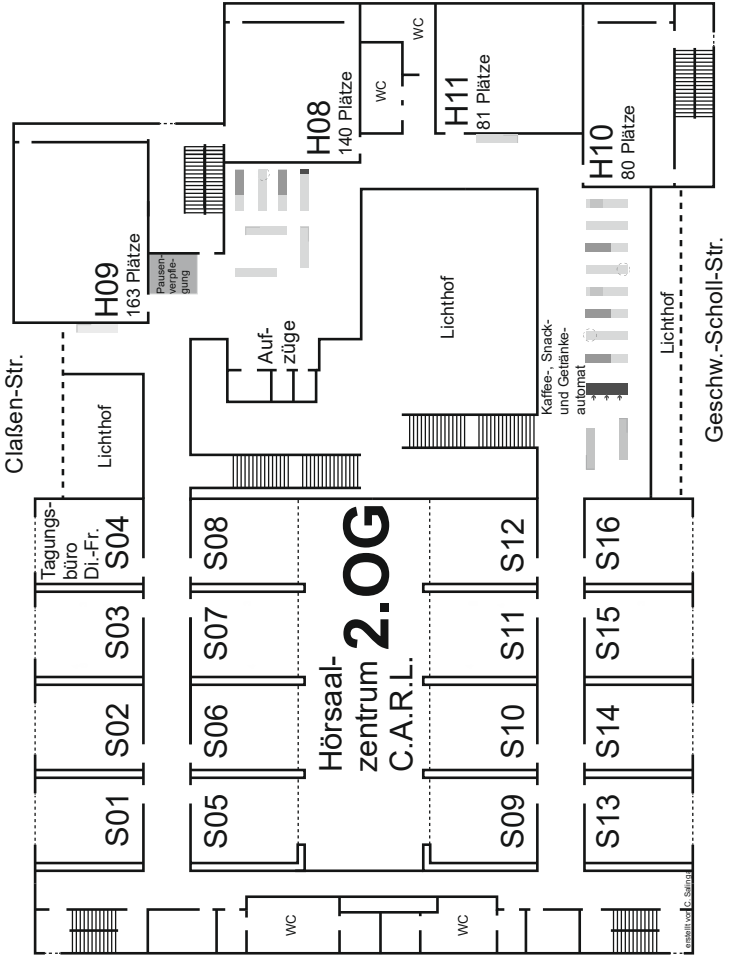 WC
WC
H08
140 Plätze
H11
81 Plätze
H10
80 Plätze
H09
163 Plätze
Pausen-
verpfle-
gung
Claßen-Str.
Lichthof
Auf-
züge
Lichthof
Kaffee-, Snack-
und Getränke-
automat
Lichthof
Geschw.-Scholl-Str.
Tagungs-
büro
Di.-Fr.
S04
S08
S12
S16
S03
S07
S11
S15
S02
S06
S10
S14
S01
S05
S09
S13
Hörsaal-
zentrum 2.OG
C.A.R.L.
WC
WC
erstellt von C. Salinga